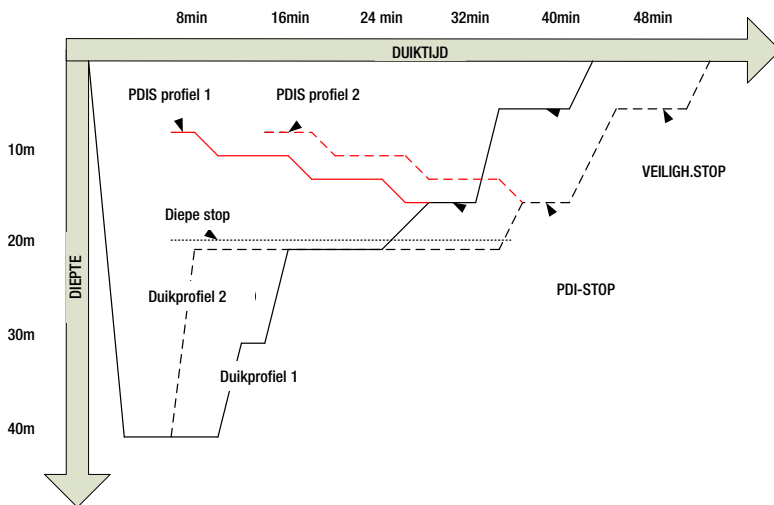 8min 16min 24 min 32min 40min 48min
DUIKTIJD
PDIS profiel 1 PDIS profiel 2
10m
VEILIGH.STOP
Diepe stop
20m
DIEPTE
Duikprofiel 2
PDI-STOP
30m
Duikprofiel 1
40m